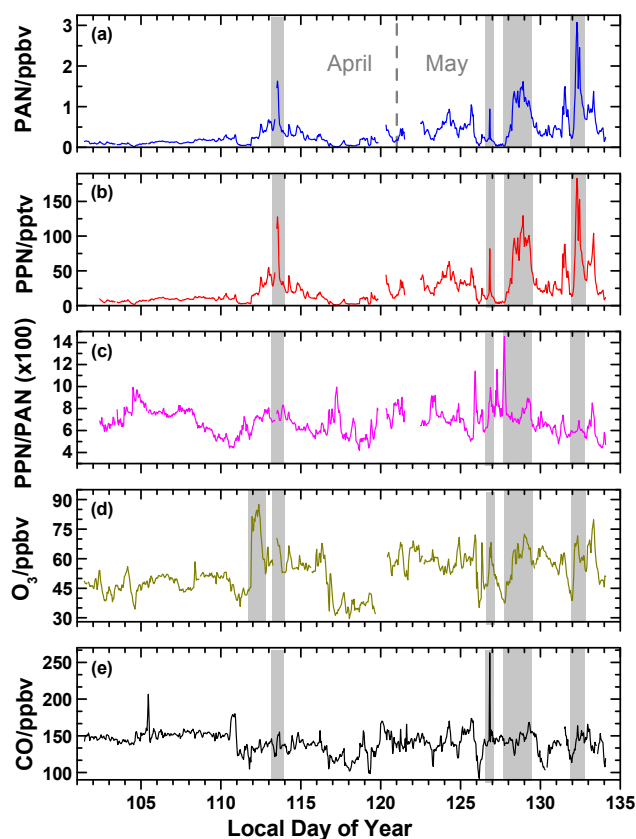 (a)
April
May
PAN/ppbv
3
2
1
0
(b)
PPN/pptv
150
100
50
0
(c)
PPN/PAN (x100)
14
12
10
8
6
4
(d)
O₃/ppbv
90
75
60
45
30
(e)
CO/ppbv
250
200
150
100
105 110 115 120 125 130 135
Local Day of Year